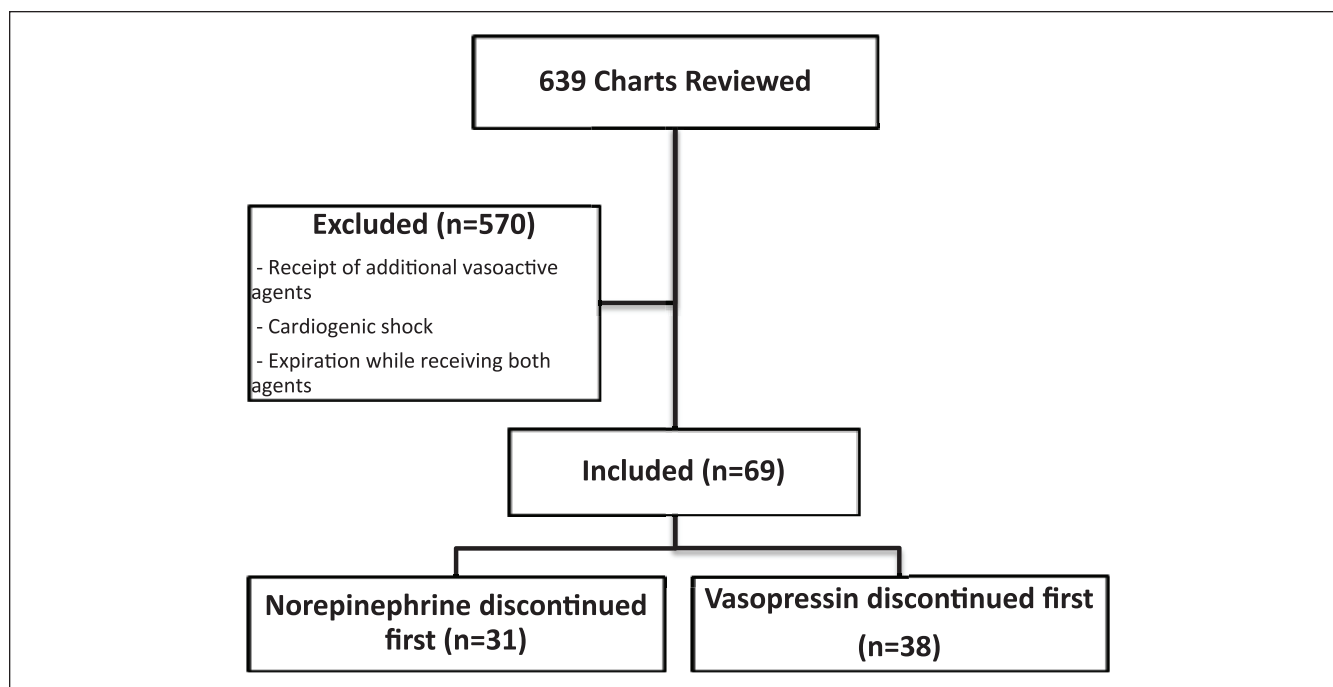 639 Charts Reviewed
Excluded (n=570)
- Receipt of additional vasoactive
agents
- Cardiogenic shock
- Expiration while receiving both
agents
Included (n=69)
Norepinephrine discontinued
first (n=31)
Vasopressin discontinued first
(n=38)